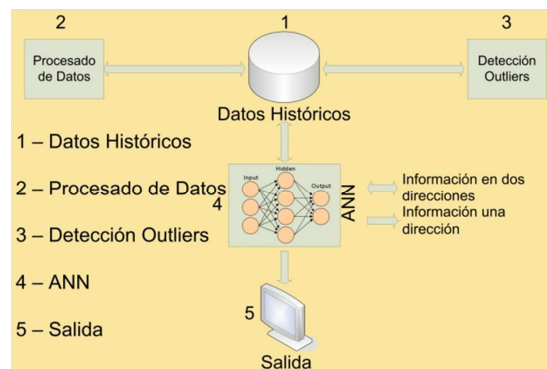 2
1
3
Procesado
de Datos
Detección
Outliers
Datos Históricos
1 – Datos Históricos
2 – Procesado de Datos
3 – Detección Outliers
4 – ANN
5 – Salida
4
Input
Hidden
Output
ANN
Información en dos
direcciones
Información una
dirección
5
Salida